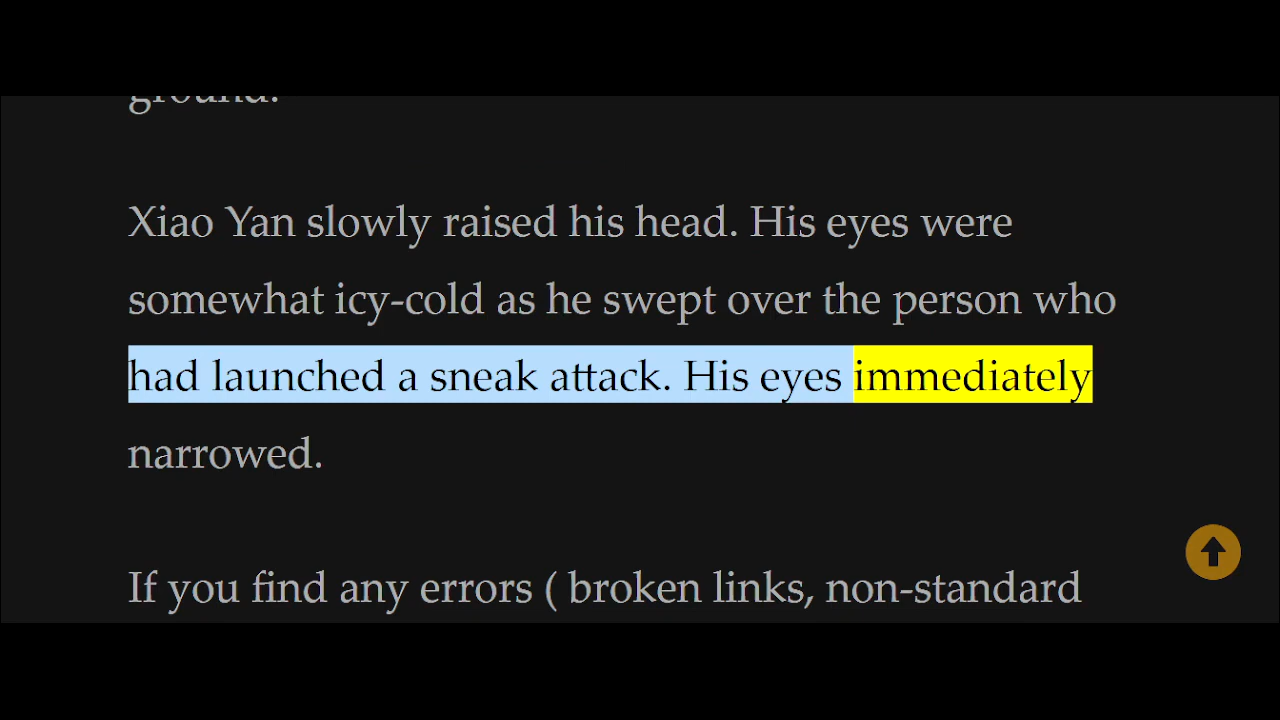 ground.
Xiao Yan slowly raised his head. His eyes were
somewhat icy-cold as he swept over the person who
had launched a sneak attack. His eyes immediately
narrowed.
If you find any errors ( broken links, non-standard